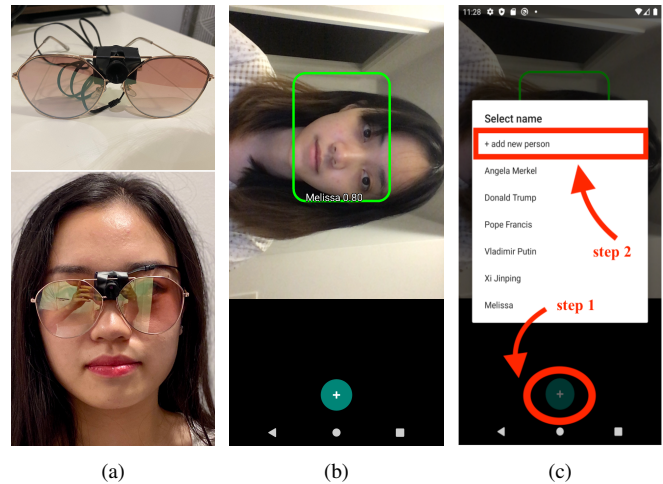 Melissa 0.80
11:28
Select name
+ add new person
Angela Merkel
Donald Trump
Pope Francis
Vladimir Putin
step 2
Xi Jinping
Melissa
step 1
+
+
(a)
(b)
(c)